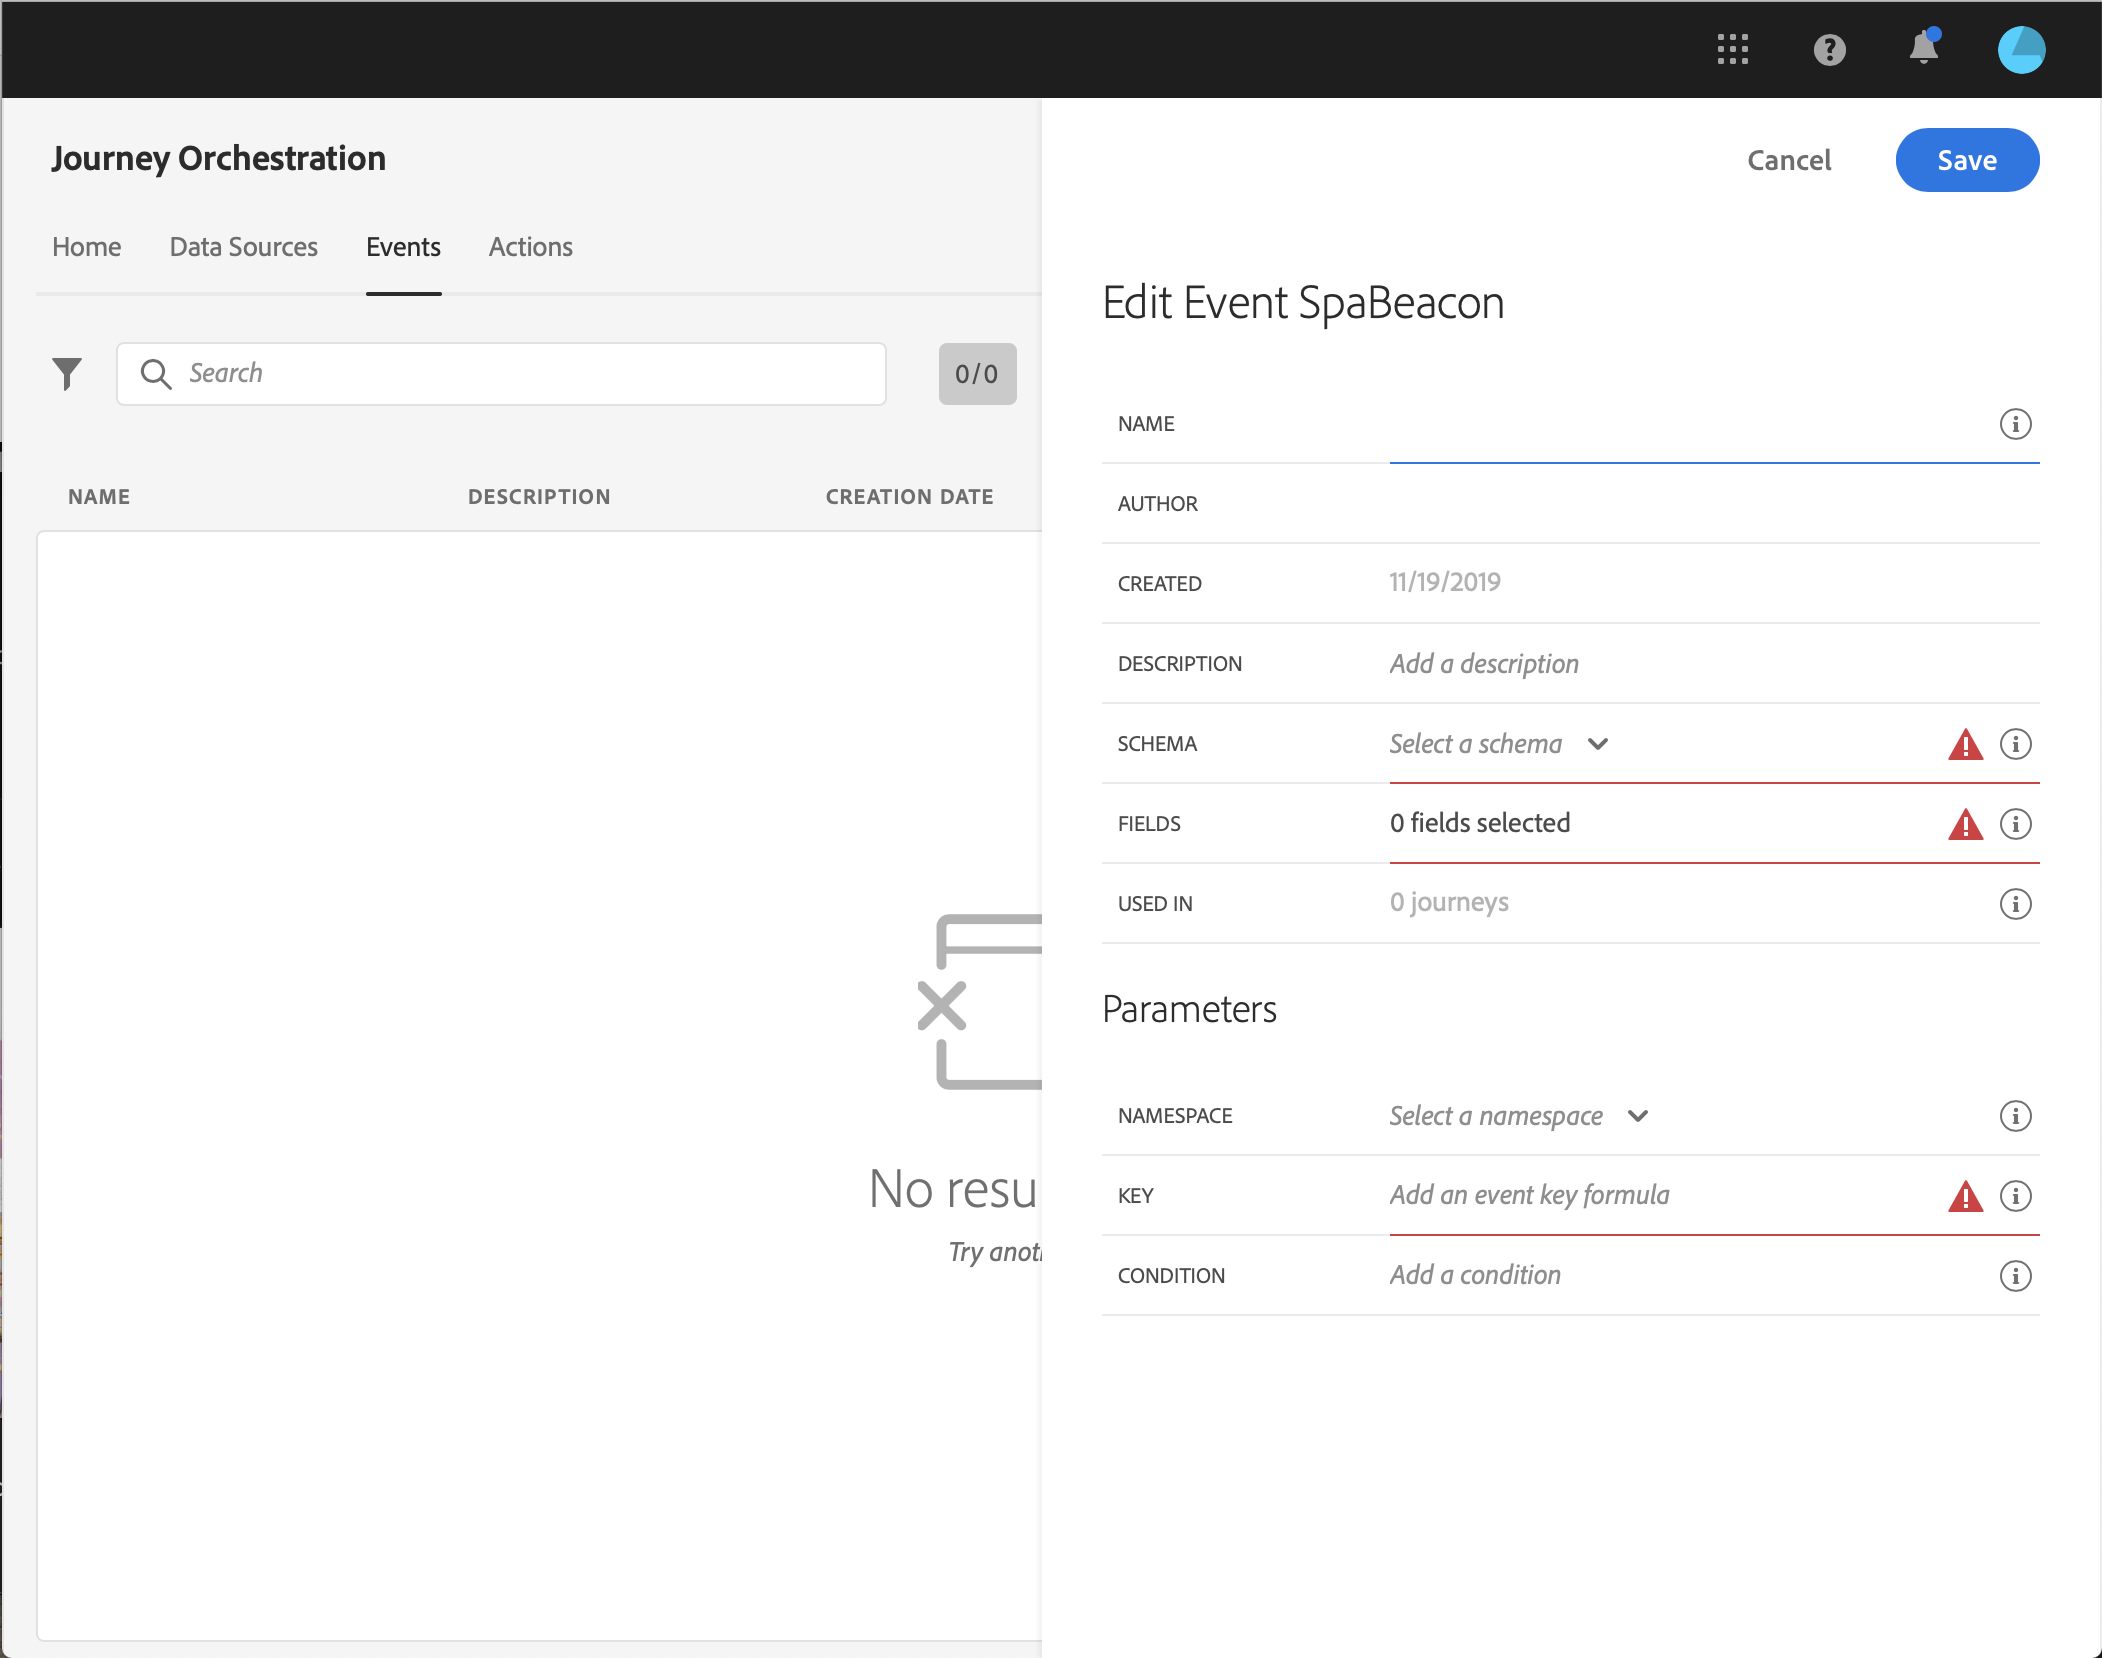 Journey Orchestration
Home Data Sources Events Actions
Search
0/0
NAME DESCRIPTION CREATION DATE
No resu
Try anot
Cancel Save
Edit Event SpaBeacon
NAME
AUTHOR
CREATED 11/19/2019
DESCRIPTION Add a description
SCHEMA Select a schema
FIELDS 0 fields selected
USED IN 0 journeys
Parameters
NAMESPACE Select a namespace
KEY Add an event key formula
CONDITION Add a condition